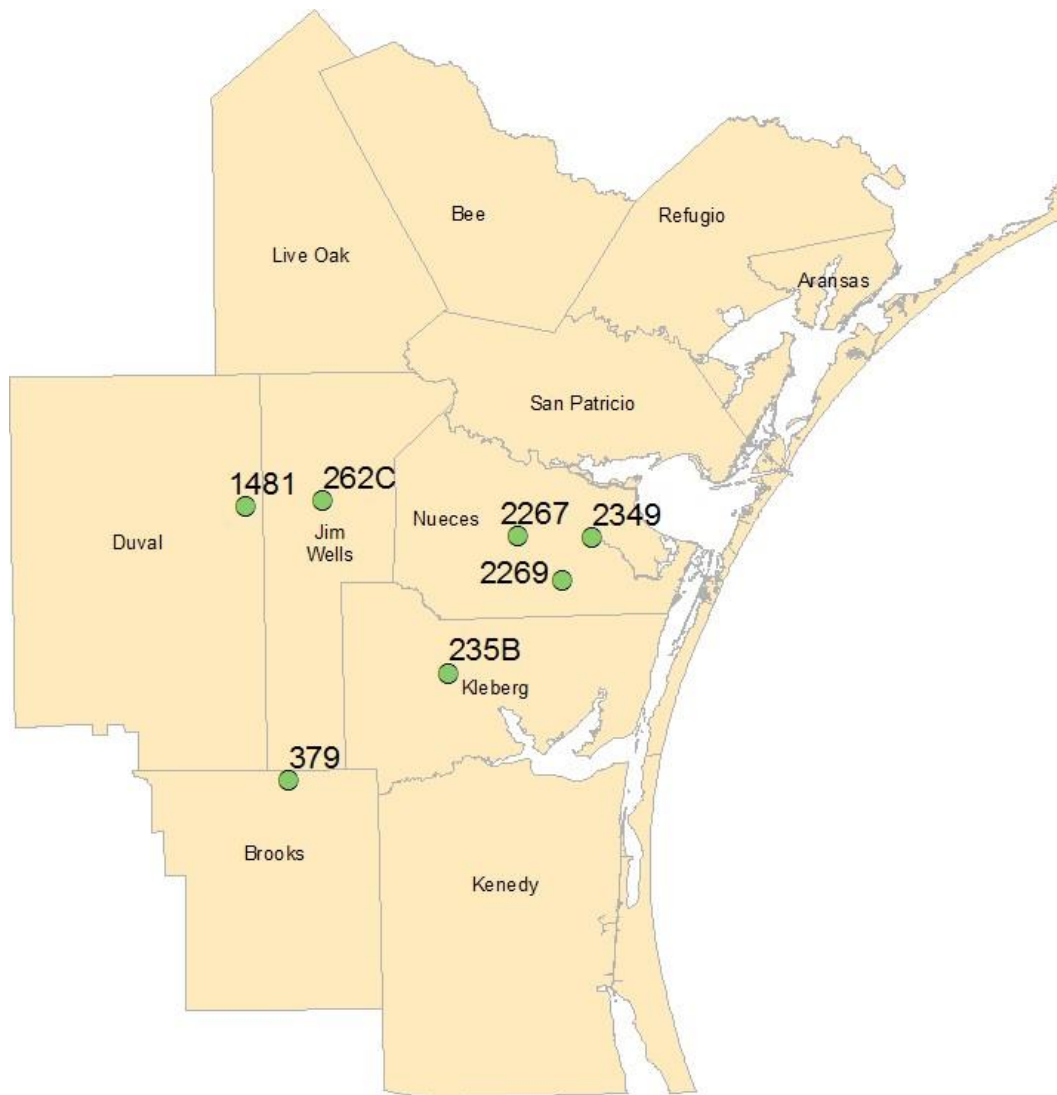 Bee
Refugio
Live Oak
Aransas
San Patricio
1481
262C
Nueces
2267
2349
Duval
Jim
Wells
2269
235B
Kleberg
379
Brooks
Kenedy